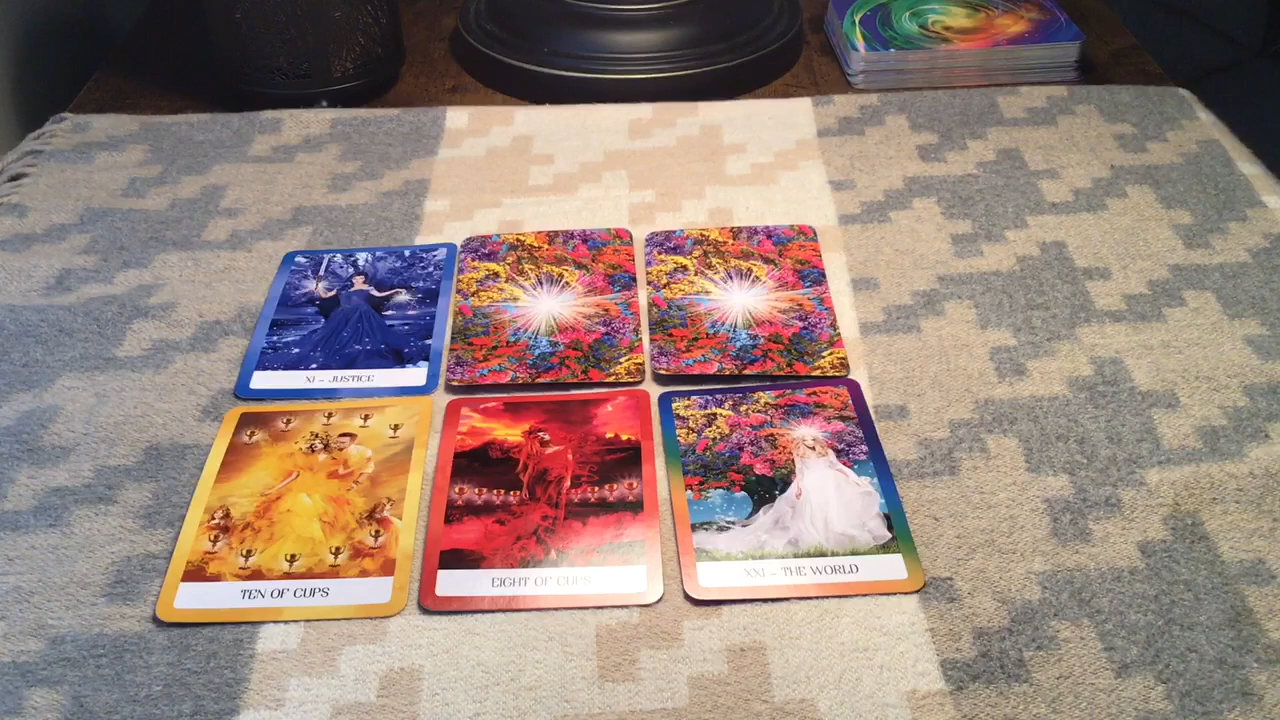 XI – JUSTICE
TEN OF CUPS
EIGHT OF CUPS
XXI – THE WORLD